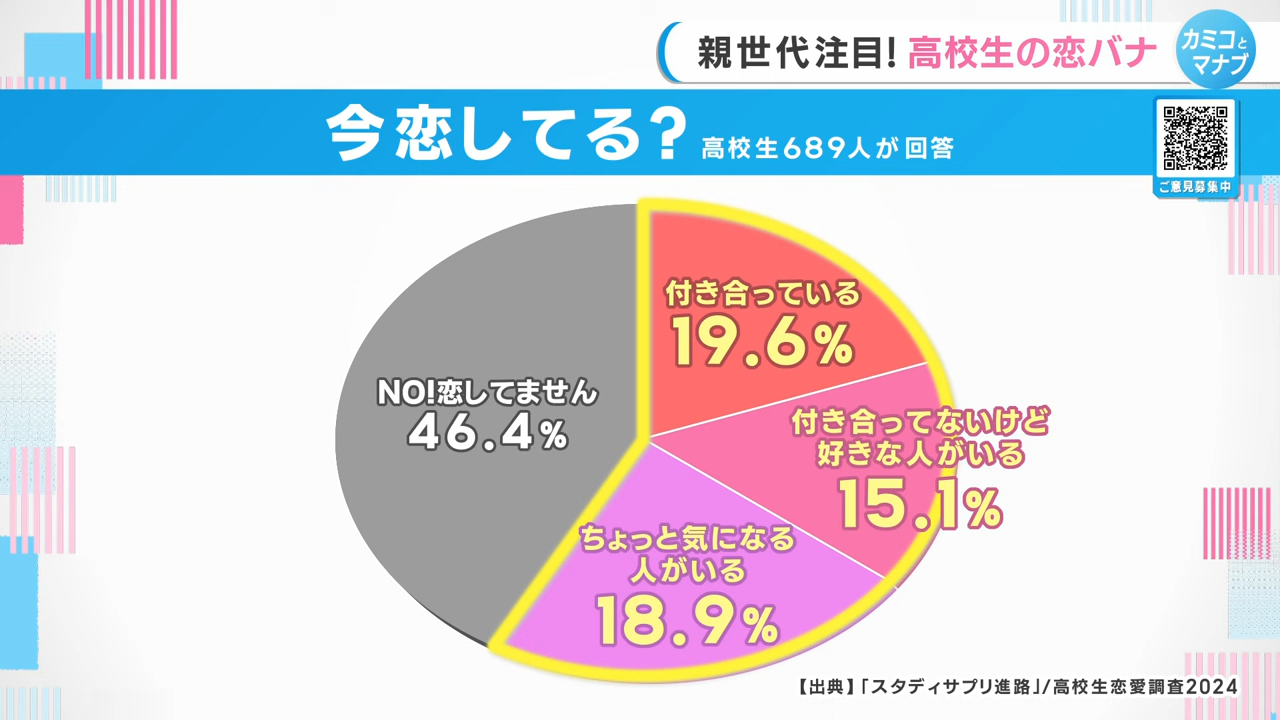 親世代注目!高校生の恋バナ
カミコと
マナブ
今恋してる?高校生689人が回答
ご意見募集中
付き合っている
19.6%
NO!恋してません
46.4%
付き合ってないけど
好きな人がいる
15.1%
ちょっと気になる
人がいる
18.9%
【出典】「スタディサプリ進路」/高校生恋愛調査2024